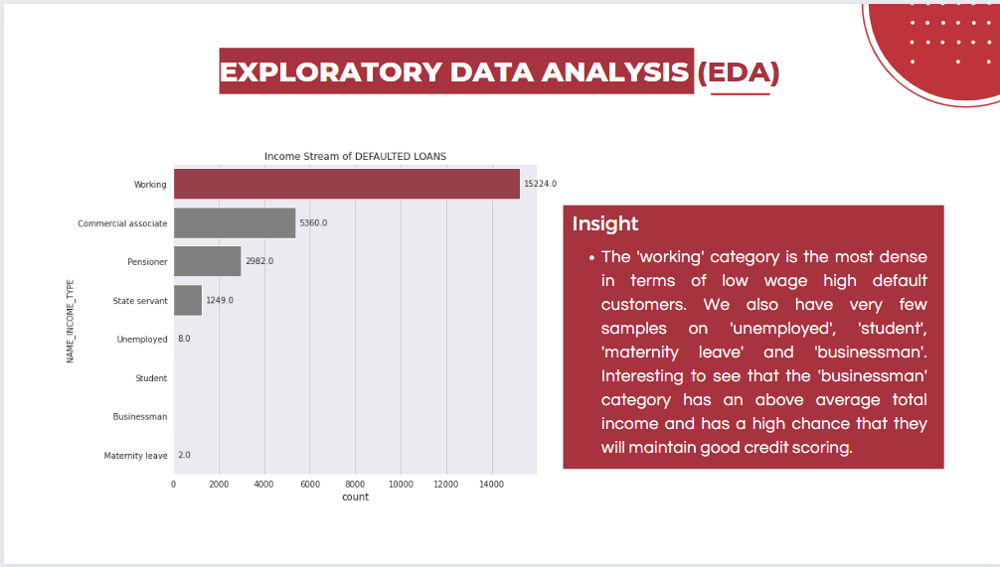 EXPLORATORY DATA ANALYSIS (EDA)
Income Stream of DEFAULTED LOANS
NAME_INCOME_TYPE
Working 15224.0
Commercial associate 5360.0
Pensioner 2982.0
State servant 1249.0
Unemployed 8.0
Student
Businessman
Maternity leave 2.0
0 2000 4000 6000 8000 10000 12000 14000
count
Insight
• The 'working' category is the most dense
in terms of low wage high default
customers. We also have very few
samples on 'unemployed', 'student',
'maternity leave' and 'businessman'.
Interesting to see that the 'businessman'
category has an above average total
income and has a high chance that they
will maintain good credit scoring.